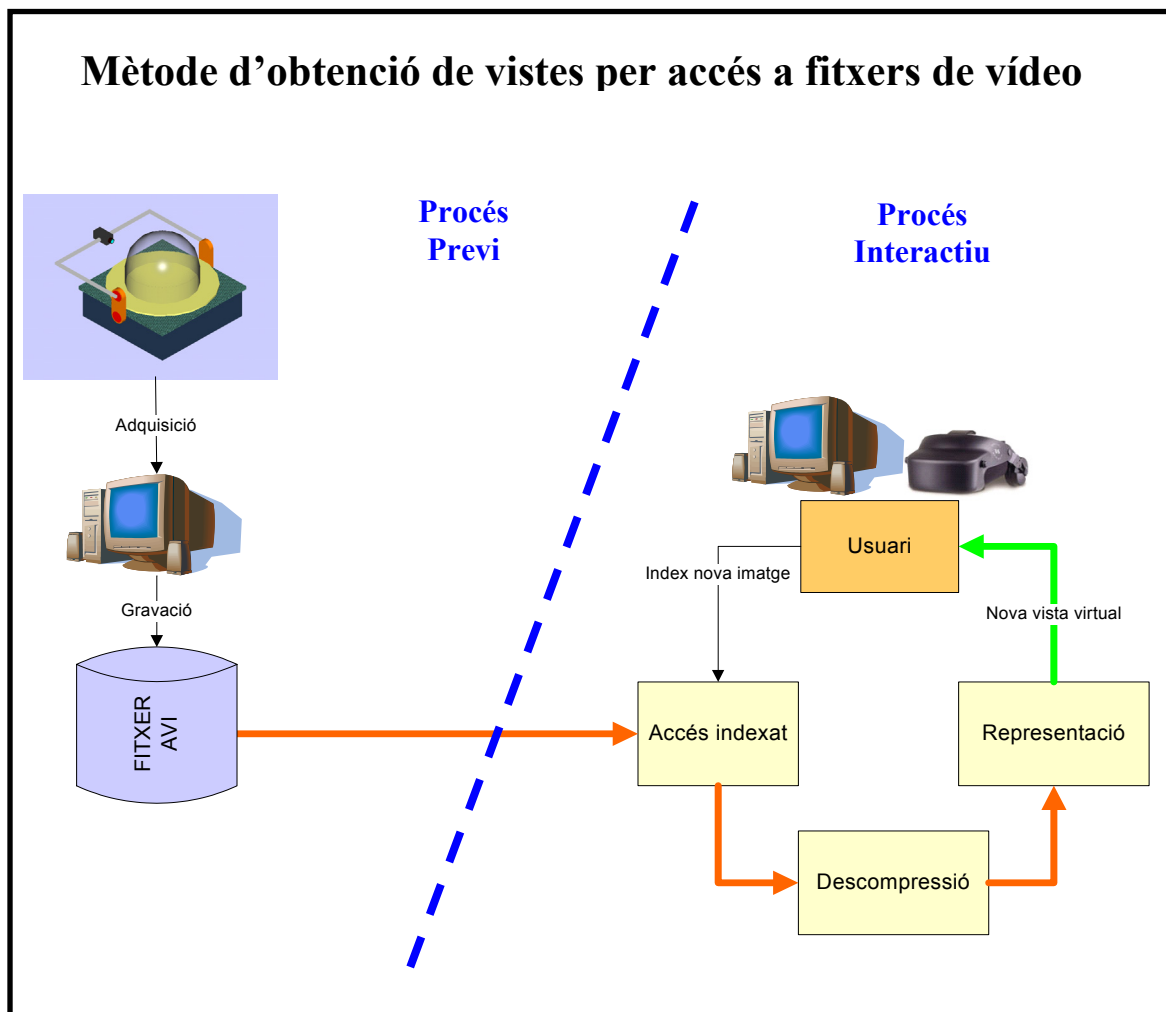 Mètode d’obtenció de vistes per accés a fitxers de vídeo
Procés
Previ
Procés
Interactiu
Adquisició
Gravació
FITXER
AVI
Usuari
Index nova imatge
Nova vista virtual
Accés indexat
Representació
Descompressió